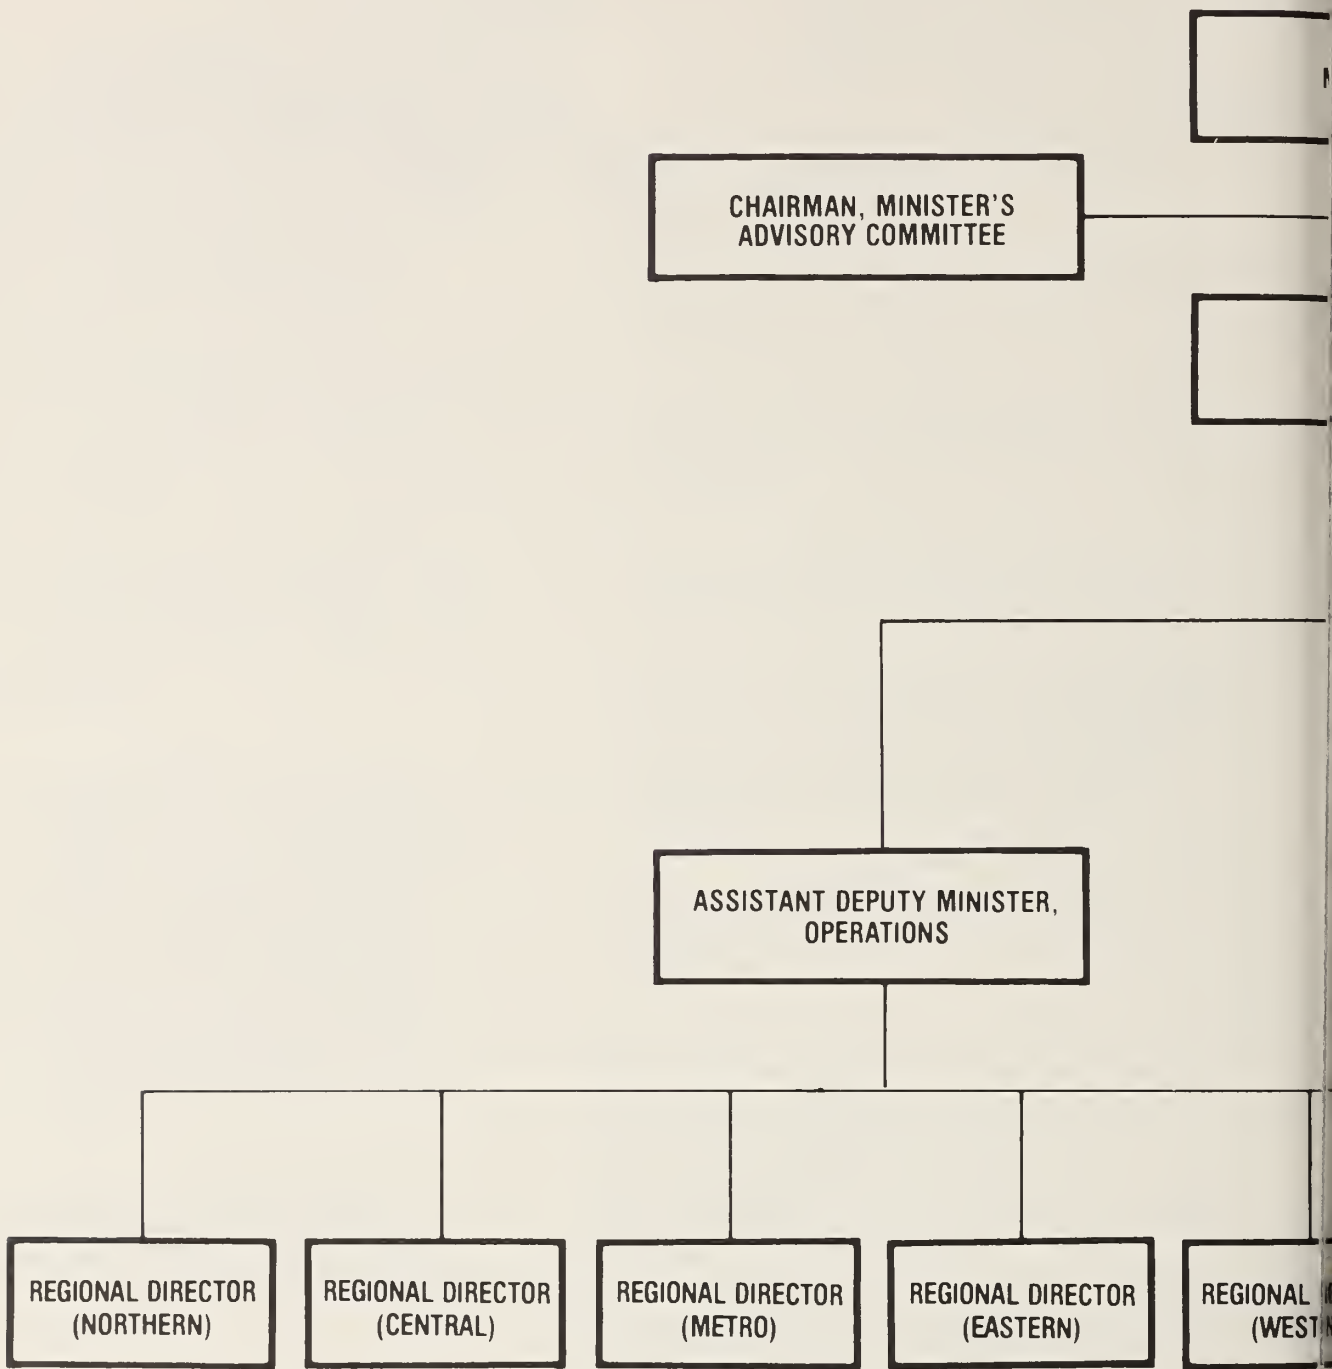 CHAIRMAN, MINISTER'S
ADVISORY COMMITTEE
ASSISTANT DEPUTY MINISTER,
OPERATIONS
REGIONAL DIRECTOR
(NORTHERN)
REGIONAL DIRECTOR
(CENTRAL)
REGIONAL DIRECTOR
(METRO)
REGIONAL DIRECTOR
(EASTERN)
REGIONAL